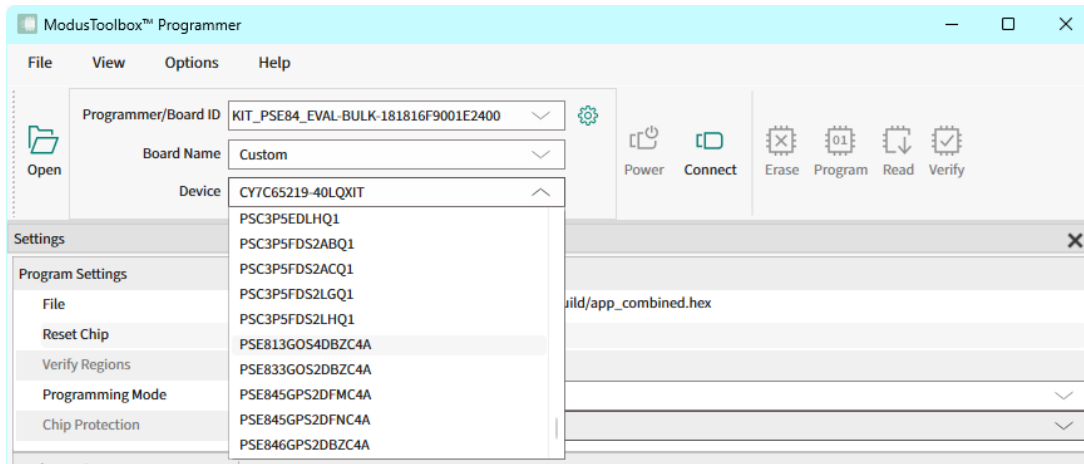 ModusToolbox™ Programmer
File View Options Help
Open
Programmer/Board ID KIT_PSE84_EVAL-BULK-181816F9001E2400
Board Name Custom
Device CY7C65219-40LQXIT
Power Connect Erase Program Read Verify
PSC3P5EDLHQ1
PSC3P5FDS2ABQ1
PSC3P5FDS2ACQ1
PSC3P5FDS2LGQ1
PSC3P5FDS2LHQ1
PSE813GOS4DBZC4A
PSE833GOS2DBZC4A
PSE845GPS2DFMC4A
PSE845GPS2DFNC4A
PSE846GPS2DBZC4A
Settings
Program Settings
File uild/app_combined.hex
Reset Chip
Verify Regions
Programming Mode
Chip Protection